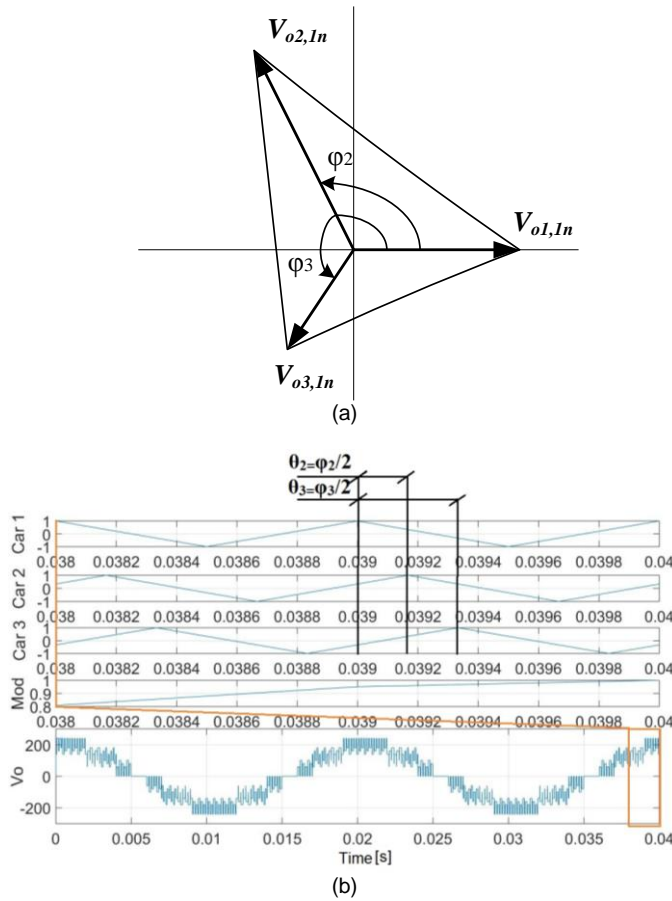 V_{o2,1n}
φ2
V_{o1,1n}
φ3
V_{o3,1n}
(a)
θ2=φ2/2
θ3=φ3/2
Car 1
1
0
-1
0.038 0.0382 0.0384 0.0386 0.0388 0.039 0.0392 0.0394 0.0396 0.0398 0.04
Car 2
1
0
-1
0.038 0.0382 0.0384 0.0386 0.0388 0.039 0.0392 0.0394 0.0396 0.0398 0.04
Car 3
1
0
-1
0.038 0.0382 0.0384 0.0386 0.0388 0.039 0.0392 0.0394 0.0396 0.0398 0.04
Mod
1
0.9
0.8
0.038 0.0382 0.0384 0.0386 0.0388 0.039 0.0392 0.0394 0.0396 0.0398 0.04
Vo
200
0
-200
0 0.005 0.01 0.015 0.02 0.025 0.03 0.035 0.04
Time [s]
(b)